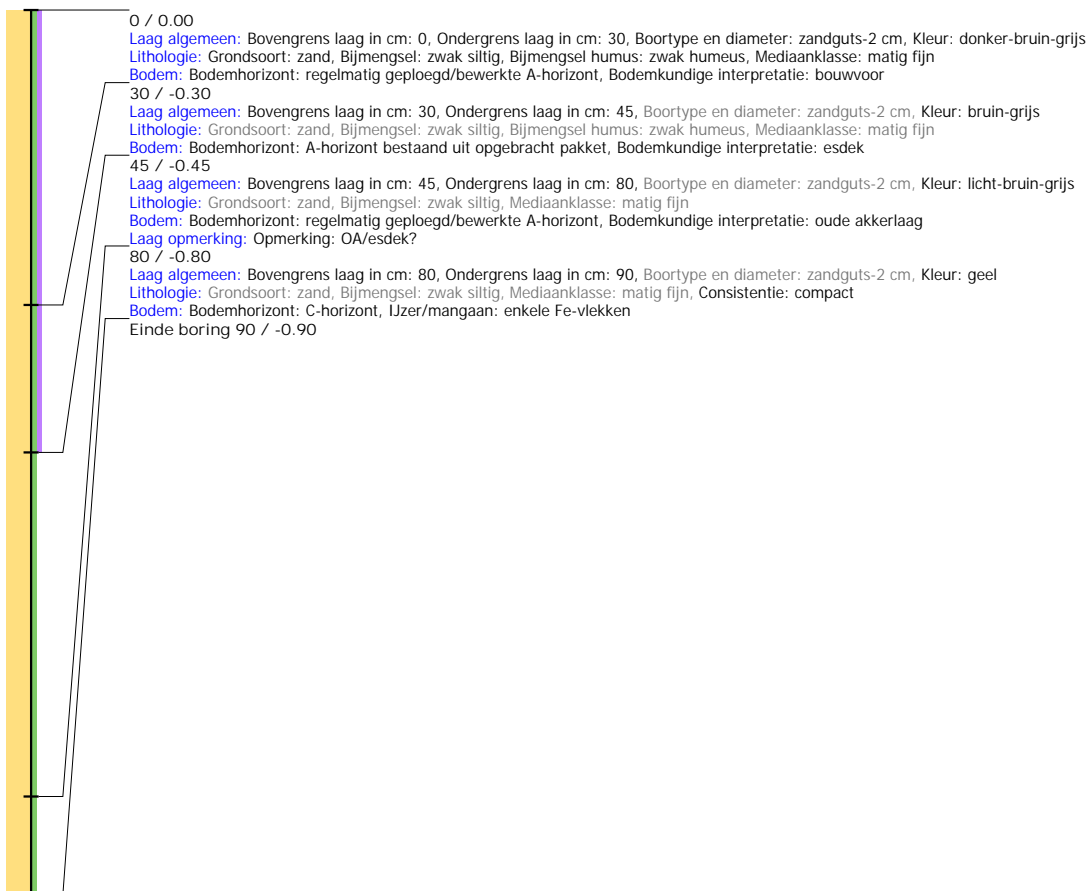 0 / 0.00
Laag algemeen: Bovengrens laag in cm: 0, Ondergrens laag in cm: 30, Boortype en diameter: zandguts-2 cm, Kleur: donker-bruin-grijs
Lithologie: Grondsoort: zand, Bijmengsel: zwak siltig, Bijmengsel humus: zwak humeus, Mediaanklasse: matig fijn
Bodem: Bodemhorizont: regelmatig geploegd/bewerkte A-horizont, Bodemkundige interpretatie: bouwvoor
30 / -0.30
Laag algemeen: Bovengrens laag in cm: 30, Ondergrens laag in cm: 45, Boortype en diameter: zandguts-2 cm, Kleur: bruin-grijs
Lithologie: Grondsoort: zand, Bijmengsel: zwak siltig, Bijmengsel humus: zwak humeus, Mediaanklasse: matig fijn
Bodem: Bodemhorizont: A-horizont bestaand uit opgebracht pakket, Bodemkundige interpretatie: esdek
45 / -0.45
Laag algemeen: Bovengrens laag in cm: 45, Ondergrens laag in cm: 80, Boortype en diameter: zandguts-2 cm, Kleur: licht-bruin-grijs
Lithologie: Grondsoort: zand, Bijmengsel: zwak siltig, Mediaanklasse: matig fijn
Bodem: Bodemhorizont: regelmatig geploegd/bewerkte A-horizont, Bodemkundige interpretatie: oude akkerlaag
Laag opmerking: Opmerking: OA/esdek?
80 / -0.80
Laag algemeen: Bovengrens laag in cm: 80, Ondergrens laag in cm: 90, Boortype en diameter: zandguts-2 cm, Kleur: geel
Lithologie: Grondsoort: zand, Bijmengsel: zwak siltig, Mediaanklasse: matig fijn, Consistentie: compact
Bodem: Bodemhorizont: C-horizont, IJzer/mangaan: enkele Fe-vlekken
Einde boring 90 / -0.90